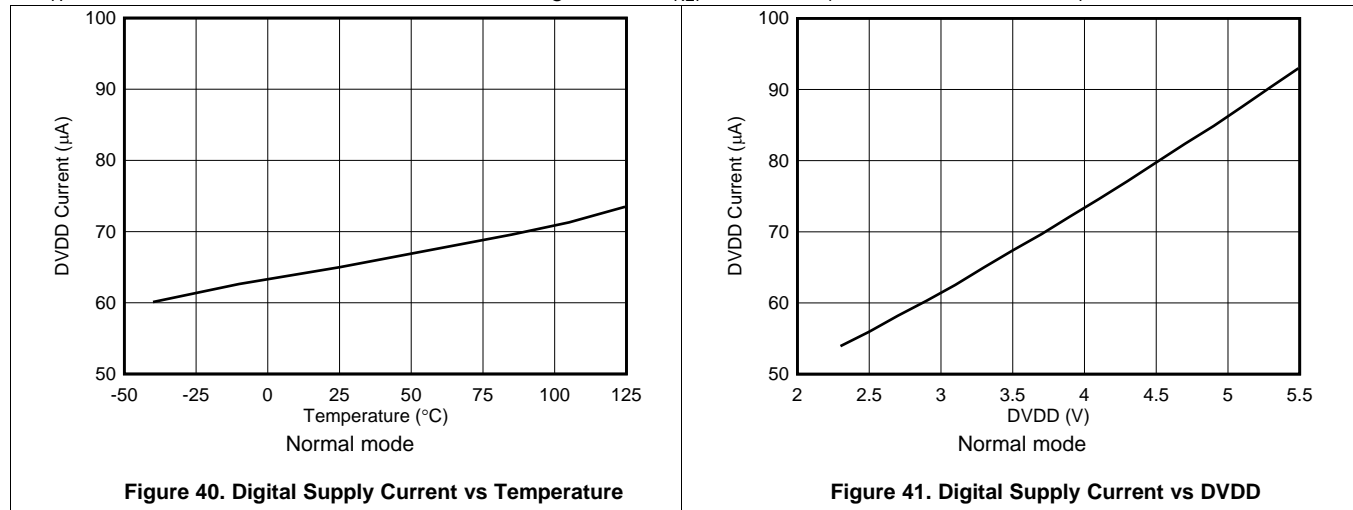 100
90
80
70
60
50
DVDD Current (μA)
-50 -25 0 25 50 75 100 125
Temperature (°C)
Normal mode
Figure 40. Digital Supply Current vs Temperature
100
90
80
70
60
50
DVDD Current (μA)
2 2.5 3 3.5 4 4.5 5 5.5
DVDD (V)
Normal mode
Figure 41. Digital Supply Current vs DVDD